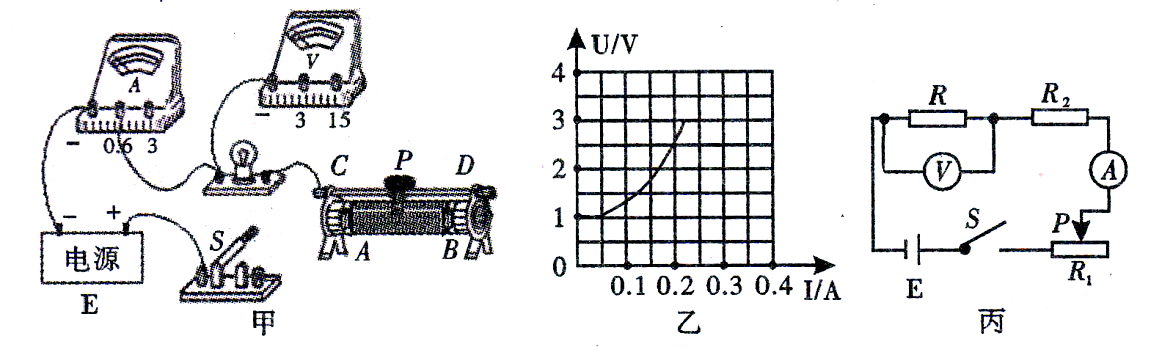 A
− 0.6 3
V
− 3 15
C P D
A B
S
− +
电源
E
甲
U/V
4
3
2
1
0
0.1 0.2 0.3 0.4 I/A
乙
R R₂
V
A
S P
E R₁
丙